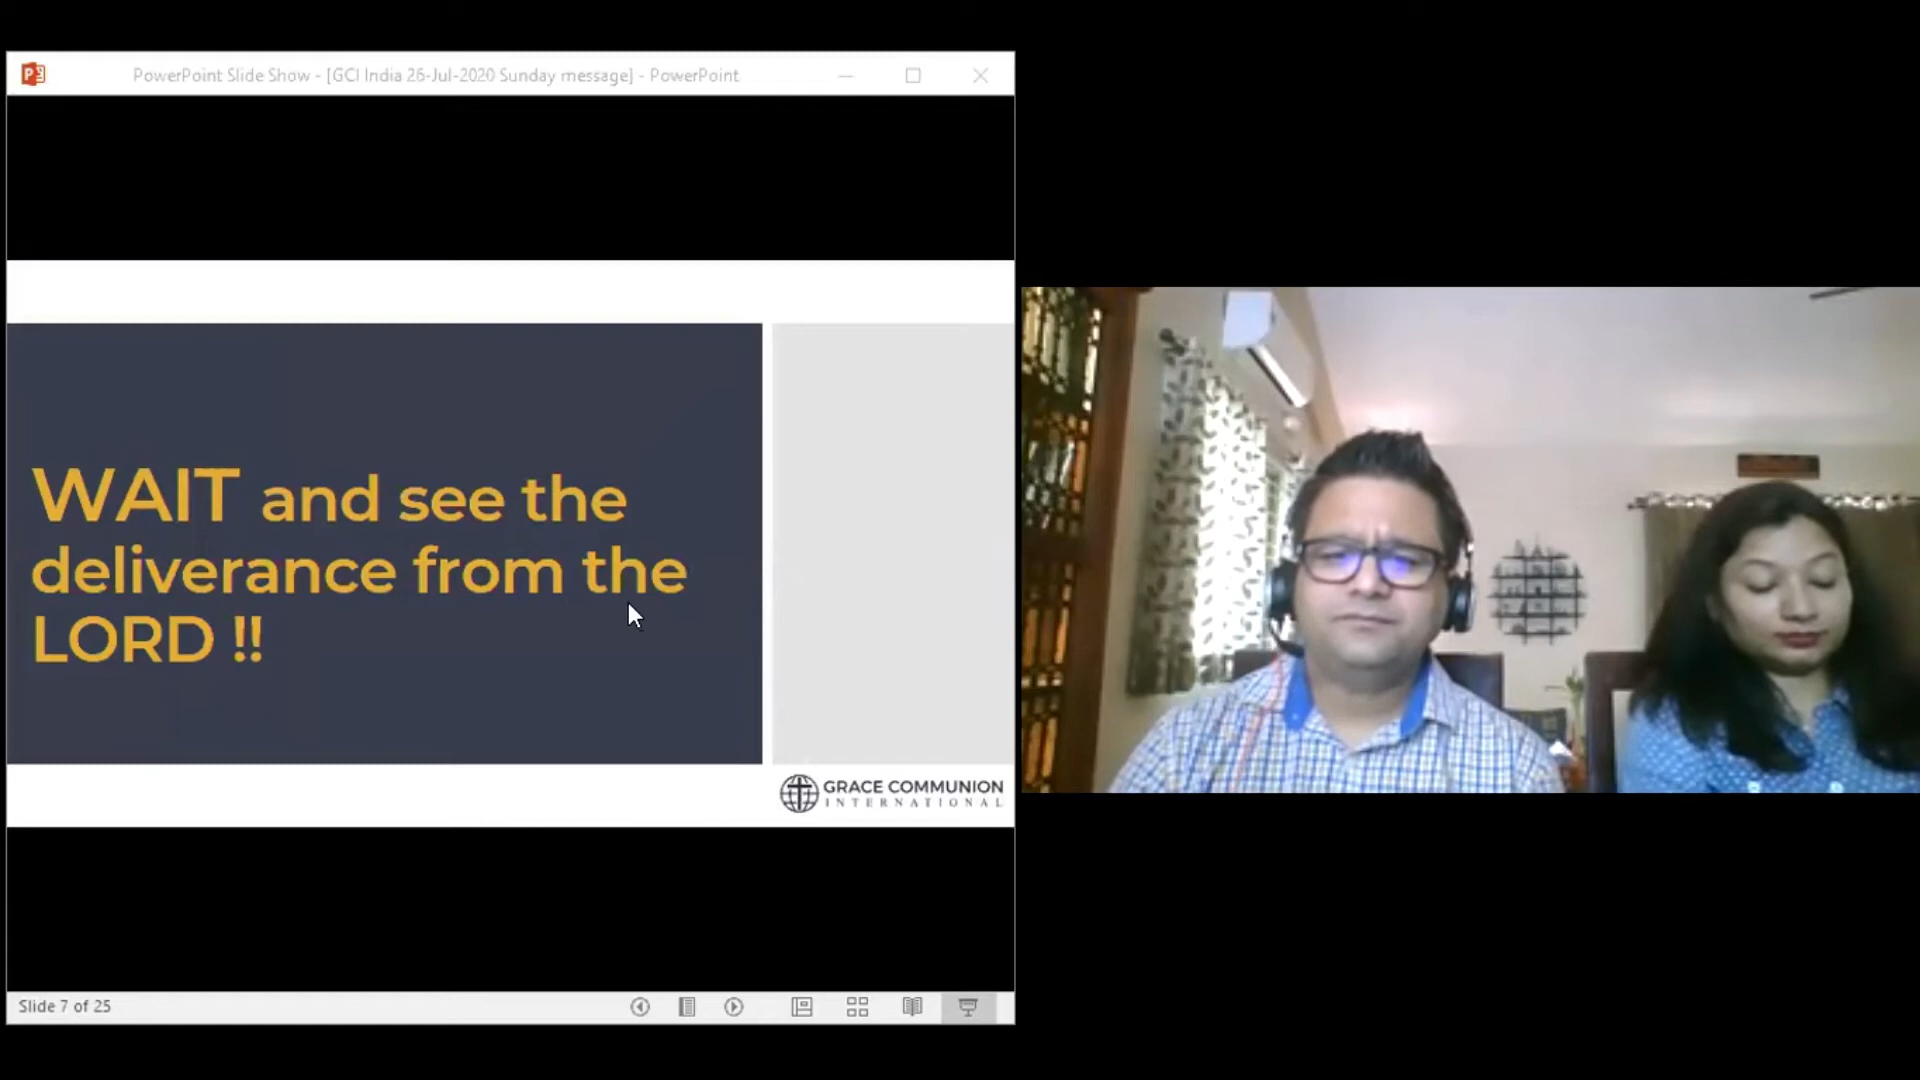 PowerPoint Slide Show - [GCI India 26-Jul-2020 Sunday message] - PowerPoint
WAIT and see the
deliverance from the
LORD !!
GRACE COMMUNION
INTERNATIONAL
Slide 7 of 25